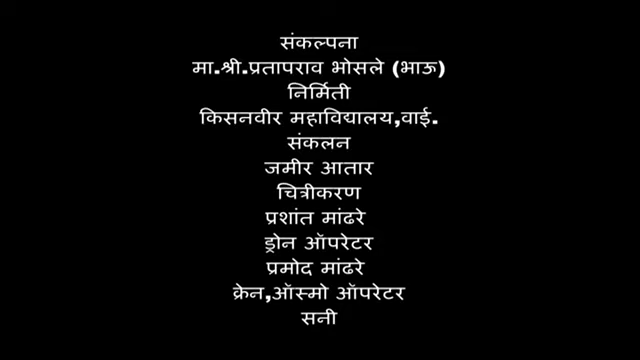 संकल्पना
मा.श्री.प्रतापराव भोसले (भाऊ)
निर्मिती
किसनवीर महाविद्यालय,वाई.
संकलन
जमीर आतार
चित्रीकरण
प्रशांत मांढरे
ड्रोन ऑपरेटर
प्रमोद मांढरे
क्रेन,ऑस्मो ऑपरेटर
सनी